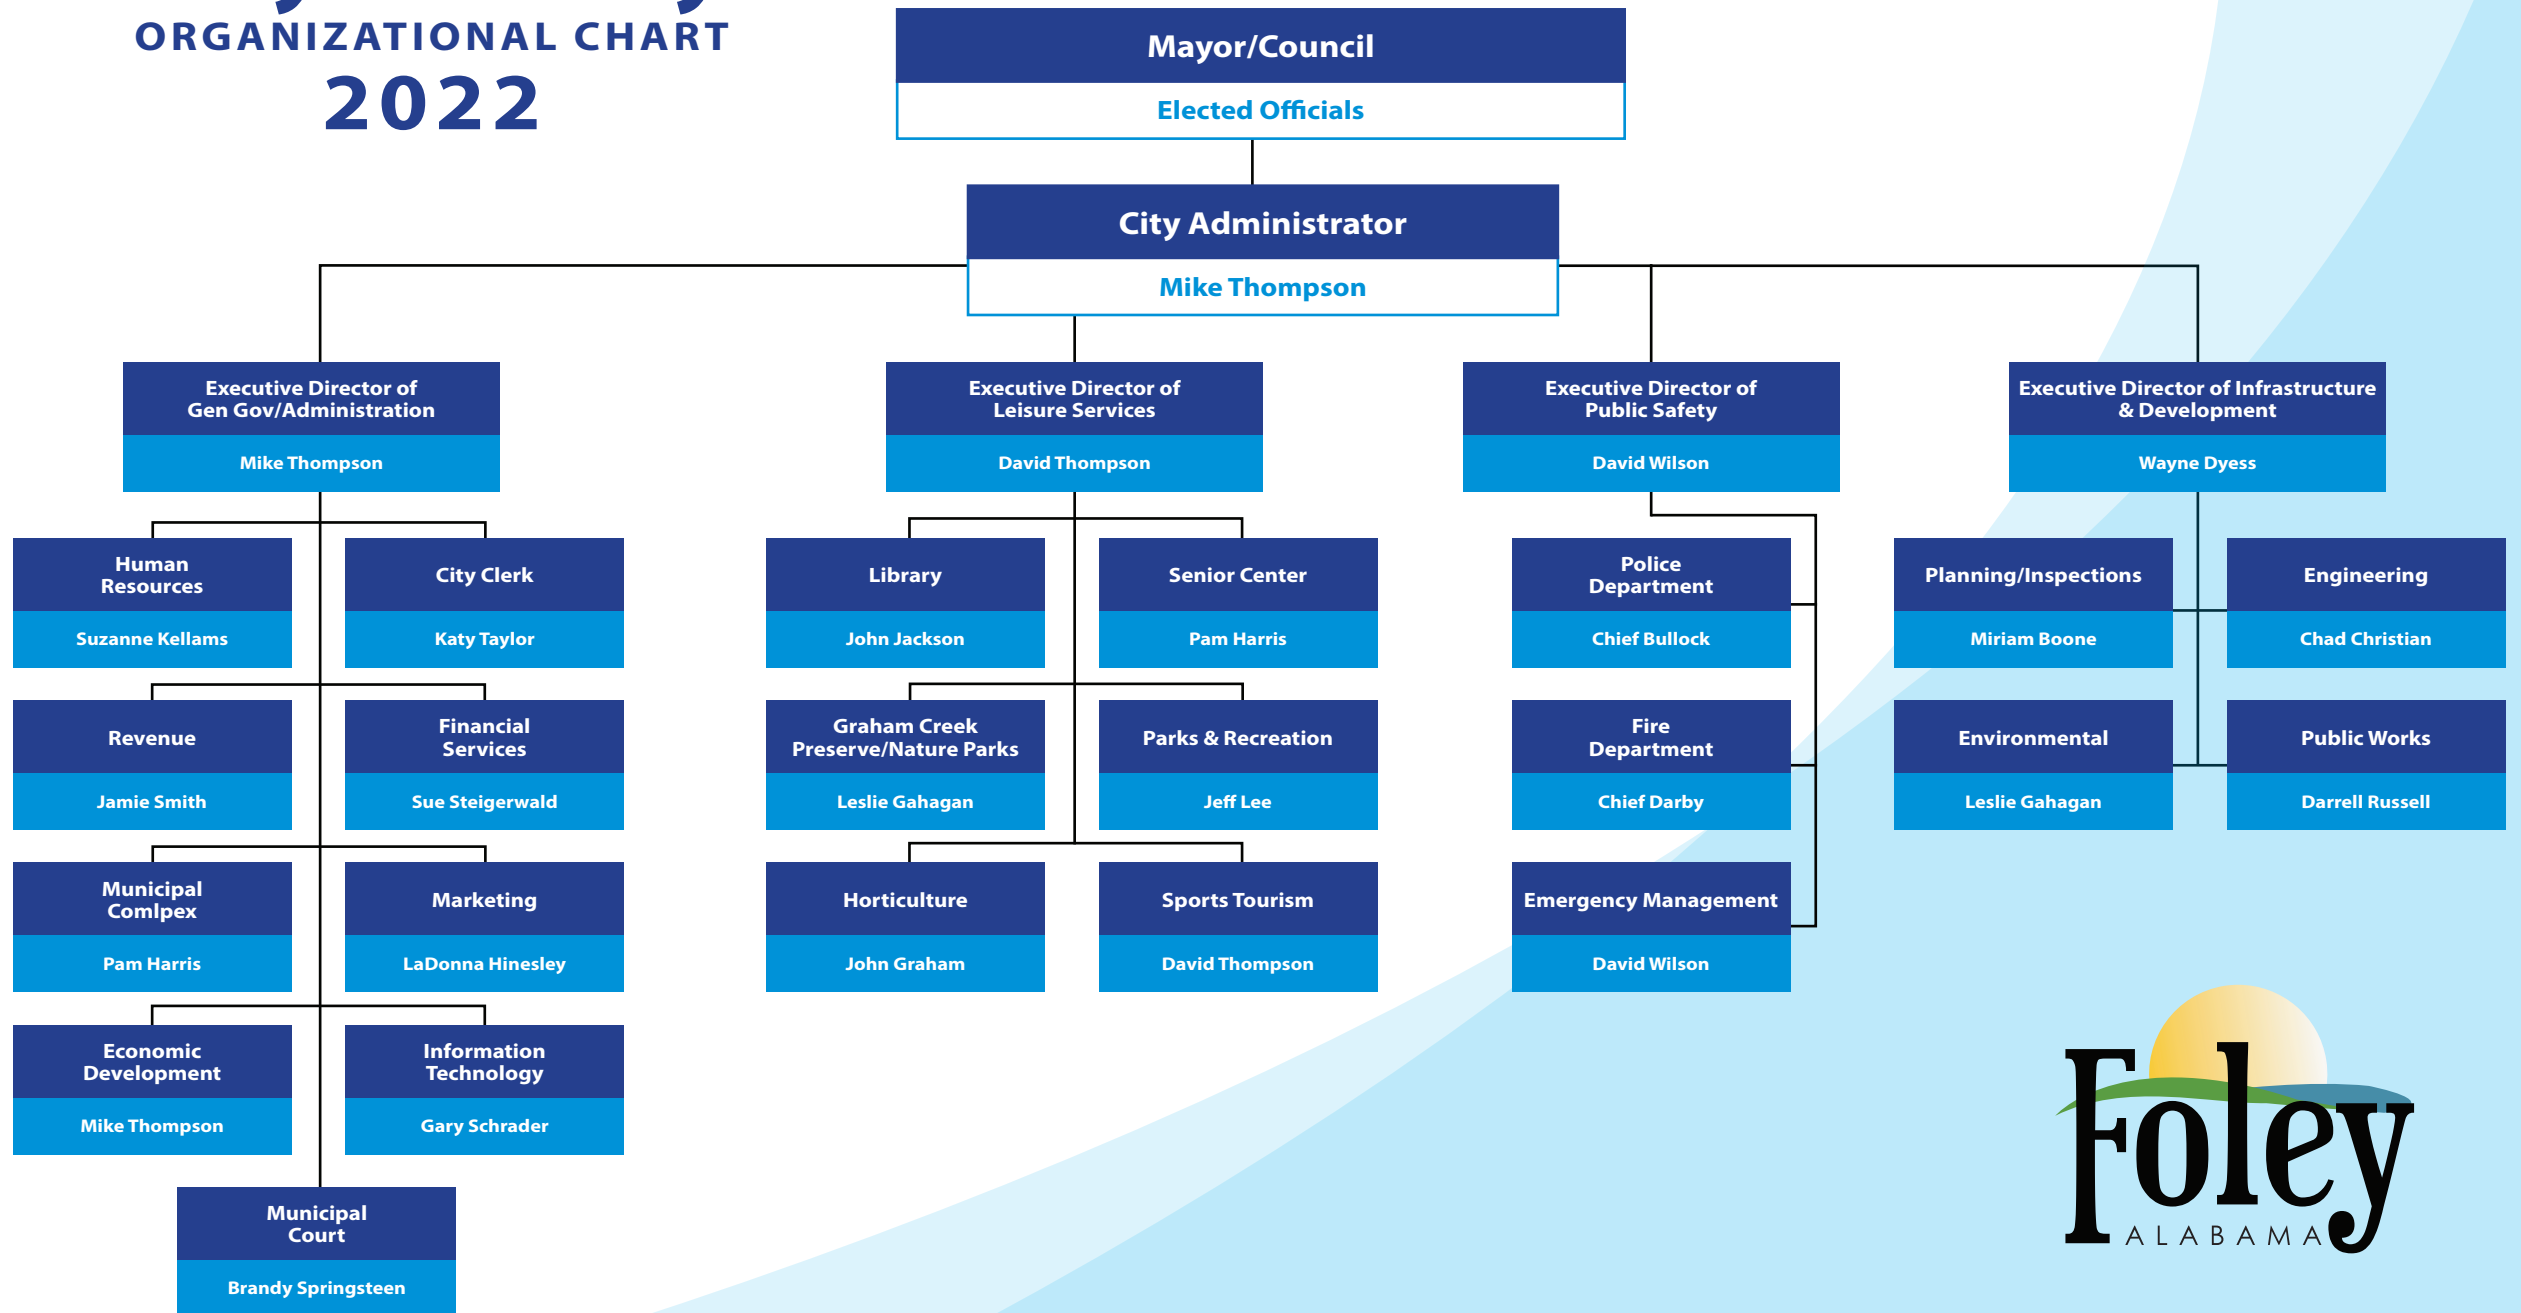 ORGANIZATIONAL CHART
2022
Mayor/Council
Elected Officials
City Administrator
Mike Thompson
Executive Director of
Gen Gov/Administration
Mike Thompson
Executive Director of
Leisure Services
David Thompson
Executive Director of
Public Safety
David Wilson
Executive Director of Infrastructure
& Development
Wayne Dyess
Human
Resources
Suzanne Kellams
City Clerk
Katy Taylor
Revenue
Jamie Smith
Financial
Services
Sue Steigerwald
Municipal
Comlpex
Pam Harris
Marketing
LaDonna Hinesley
Economic
Development
Mike Thompson
Information
Technology
Gary Schrader
Municipal
Court
Brandy Springsteen
Library
John Jackson
Senior Center
Pam Harris
Graham Creek
Preserve/Nature Parks
Leslie Gahagan
Parks & Recreation
Jeff Lee
Horticulture
John Graham
Sports Tourism
David Thompson
Police
Department
Chief Bullock
Fire
Department
Chief Darby
Emergency Management
David Wilson
Planning/Inspections
Miriam Boone
Engineering
Chad Christian
Environmental
Leslie Gahagan
Public Works
Darrell Russell
Foley
ALABAMA